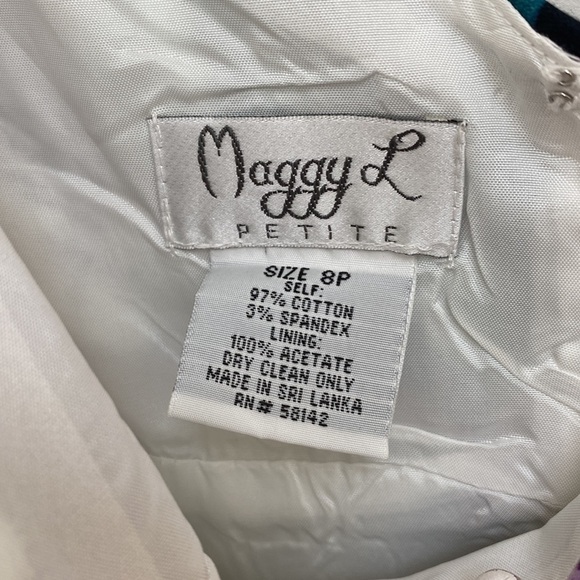 Maggy L
PETITE
SIZE 8P
SELF:
97% COTTON
3% SPANDEX
LINING:
100% ACETATE
DRY CLEAN ONLY
MADE IN SRI LANKA
RN# 58142